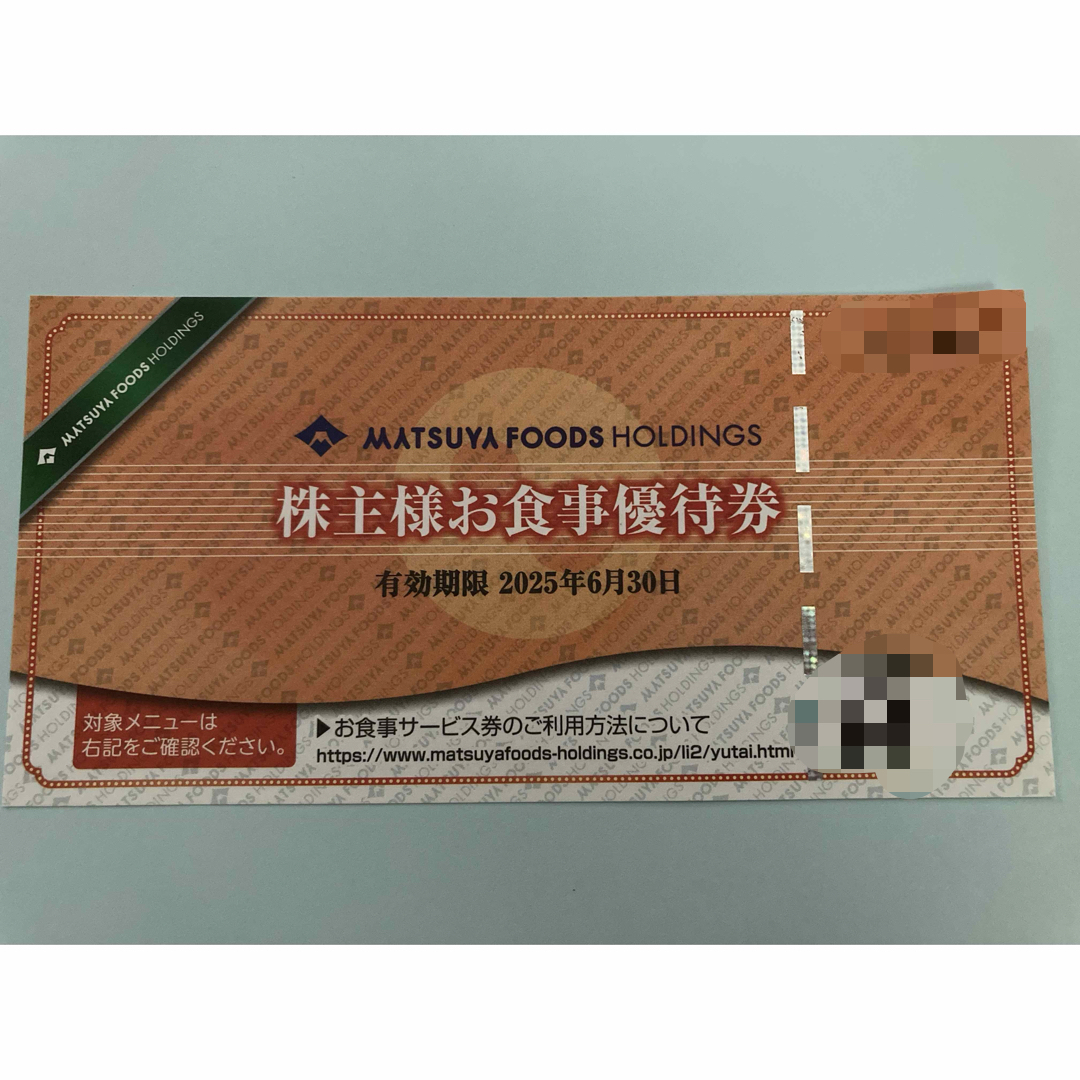 MATSUYA FOODS HOLDINGS
MATSUYA FOODS HOLDINGS
株主様お食事優待券
有効期限 2025年6月30日
対象メニューは
右記をご確認ください。
▶お食事サービス券のご利用方法について
https://www.matsuyafoods-holdings.co.jp/li2/yutai.html